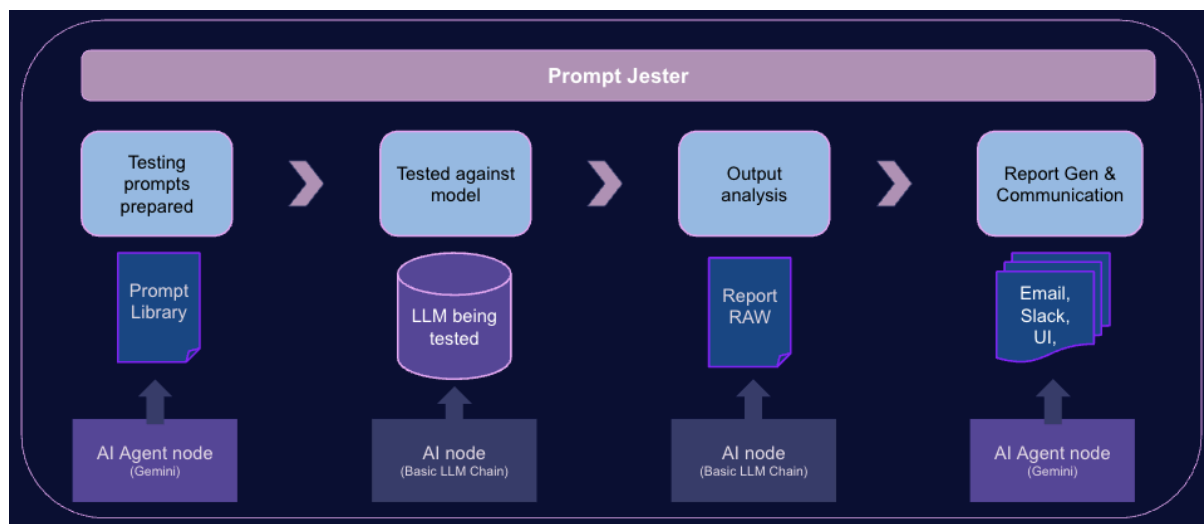 Prompt Jester
Testing
prompts
prepared
Tested against
model
Output
analysis
Report Gen &
Communication
Prompt
Library
LLM being
tested
Report
RAW
Email,
Slack,
UI,
AI Agent node
(Gemini)
AI node
(Basic LLM Chain)
AI node
(Basic LLM Chain)
AI Agent node
(Gemini)